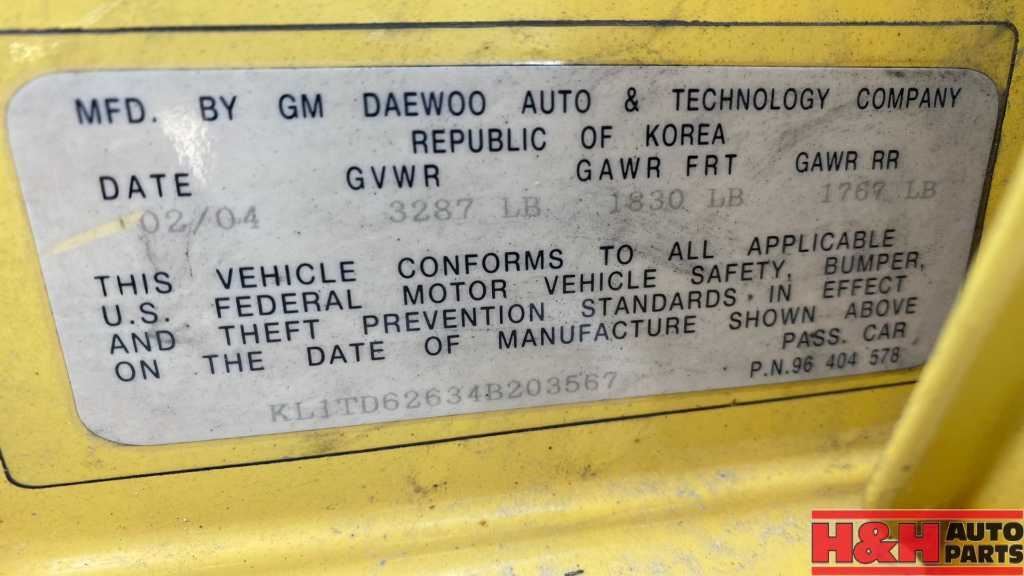 MFD. BY GM DAEWOO AUTO & TECHNOLOGY COMPANY
REPUBLIC OF KOREA
DATE GVWR GAWR FRT GAWR RR
02/04 3287 LB 1830 LB 1767 LB
THIS VEHICLE CONFORMS TO ALL APPLICABLE
U.S. FEDERAL MOTOR VEHICLE SAFETY, BUMPER,
AND THEFT PREVENTION STANDARDS IN EFFECT
ON THE DATE OF MANUFACTURE SHOWN ABOVE
PASS. CAR
KL1TD62634B203567 P.N.96 404 578
H&H AUTO PARTS